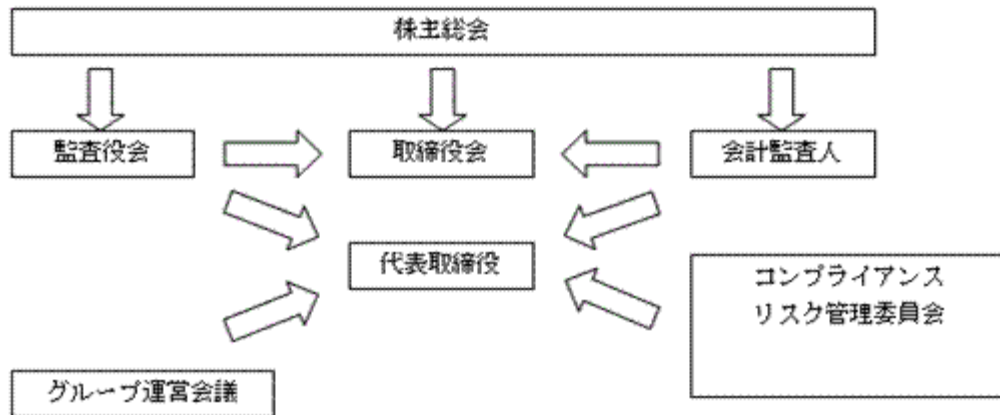 株主総会
監査役会
取締役会
会計監査人
代表取締役
コンプライアンス
リスク管理委員会
グループ運営会議